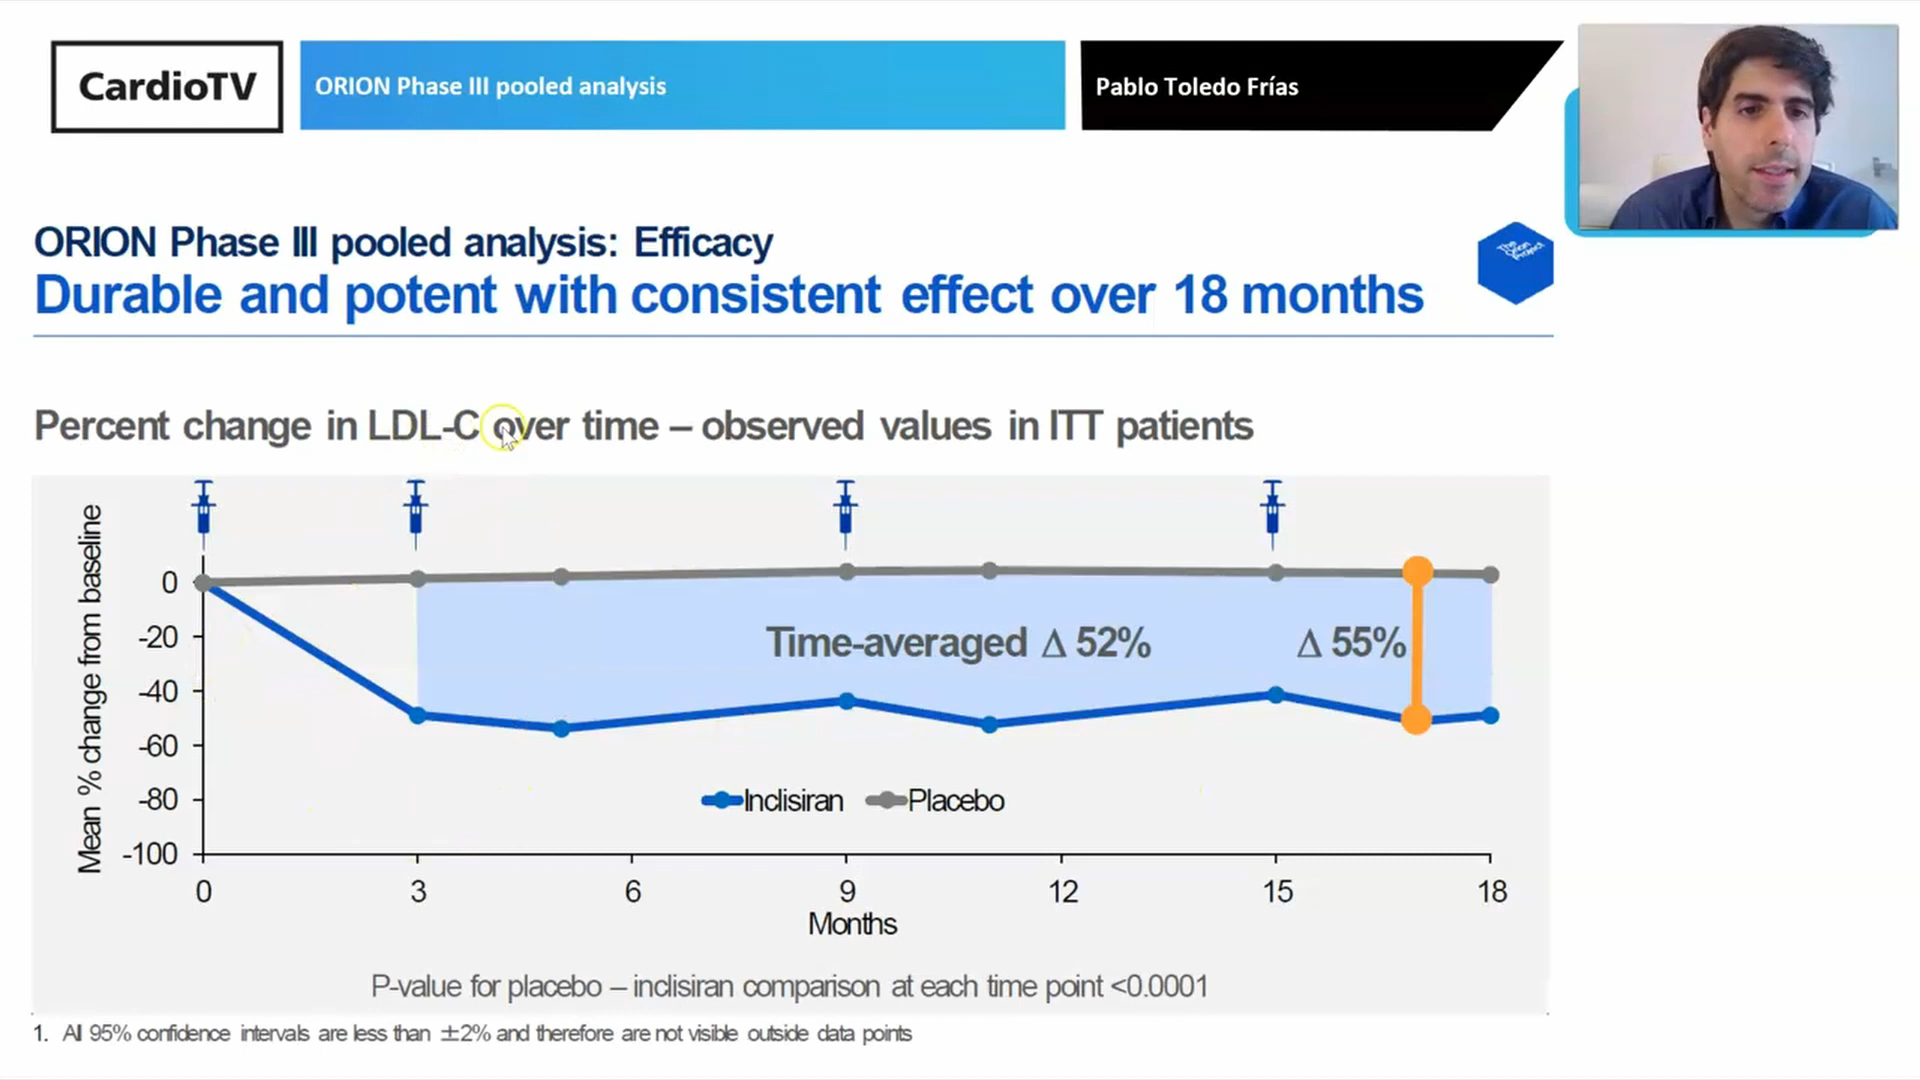 CardioTV
ORION Phase III pooled analysis
Pablo Toledo Frías
ORION Phase III pooled analysis: Efficacy
The Orion Project
Durable and potent with consistent effect over 18 months
Percent change in LDL-C over time – observed values in ITT patients
Mean % change from baseline
0
-20
-40
-60
-80
-100
Time-averaged Δ 52%
Δ 55%
Inclisiran
Placebo
0 3 6 9 12 15 18
Months
P-value for placebo – inclisiran comparison at each time point <0.0001
1. All 95% confidence intervals are less than ±2% and therefore are not visible outside data points